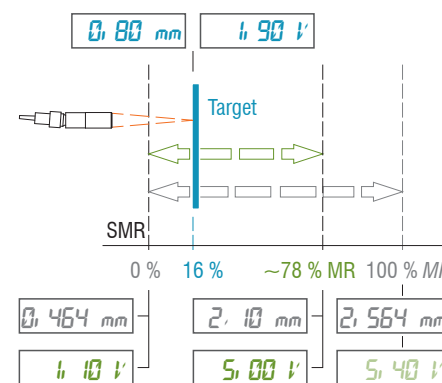 0,80 mm 1,90 V
Target
SMR
0 % 16 % ~78 % MR 100 % M
0,464 mm 2,10 mm 2,564 mm
1,10 V 5,00 V 5,40 V